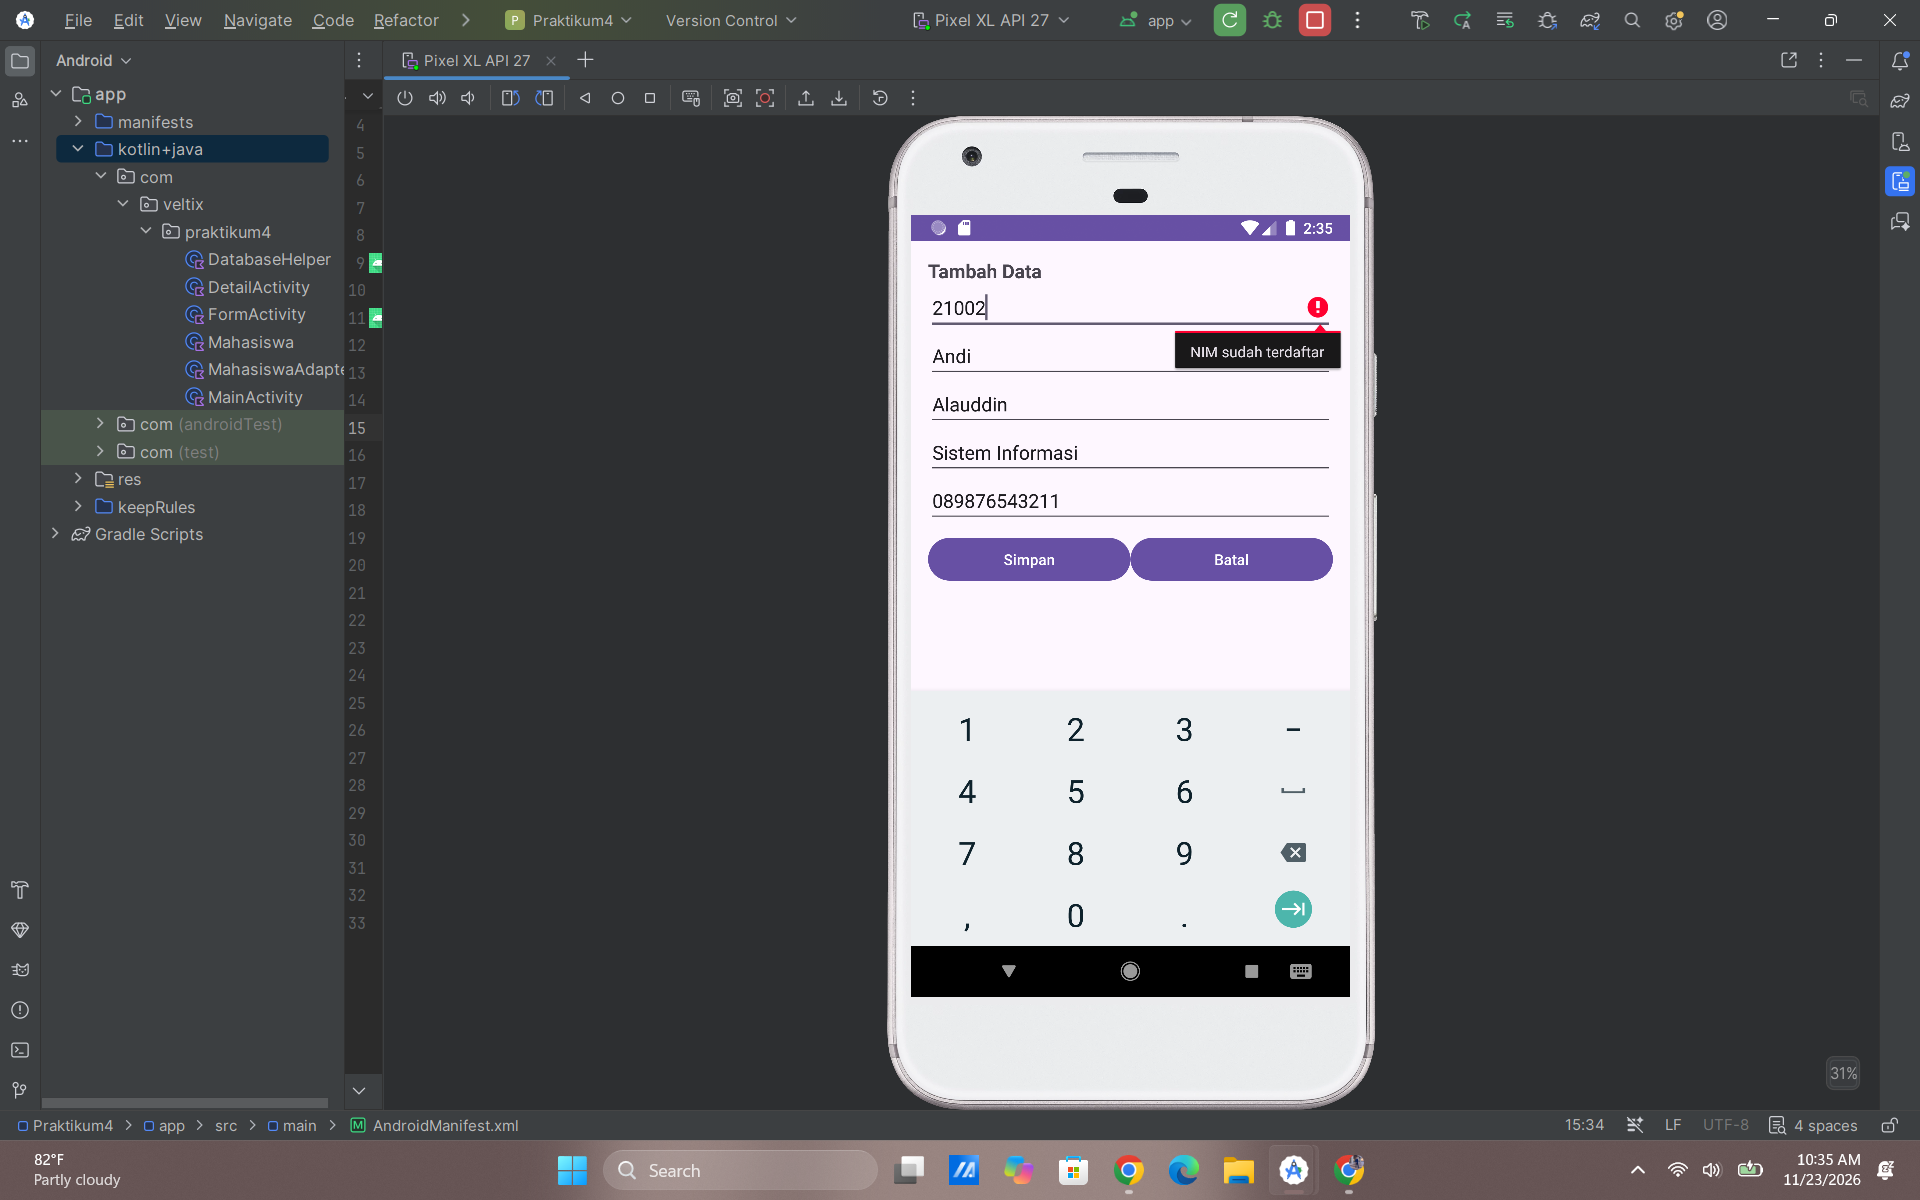 File Edit View Navigate Code Refactor P Praktikum4 Version Control Pixel XL API 27 app
Android
Pixel XL API 27
app
manifests
kotlin+java
com
veltix
praktikum4
DatabaseHelper
DetailActivity
FormActivity
Mahasiswa
MahasiswaAdapte
MainActivity
com (androidTest)
com (test)
res
keepRules
Gradle Scripts
4
5
6
7
8
9
10
11
12
13
14
15
16
17
18
19
20
21
22
23
24
25
26
27
28
29
30
31
32
33
2:35
Tambah Data
21002
NIM sudah terdaftar
Andi
Alauddin
Sistem Informasi
089876543211
Simpan Batal
1 2 3 -
4 5 6
7 8 9
, 0 .
31%
Praktikum4 app src main M AndroidManifest.xml
15:34 LF UTF-8 4 spaces
82°F
Partly cloudy
Search
10:35 AM
11/23/2026